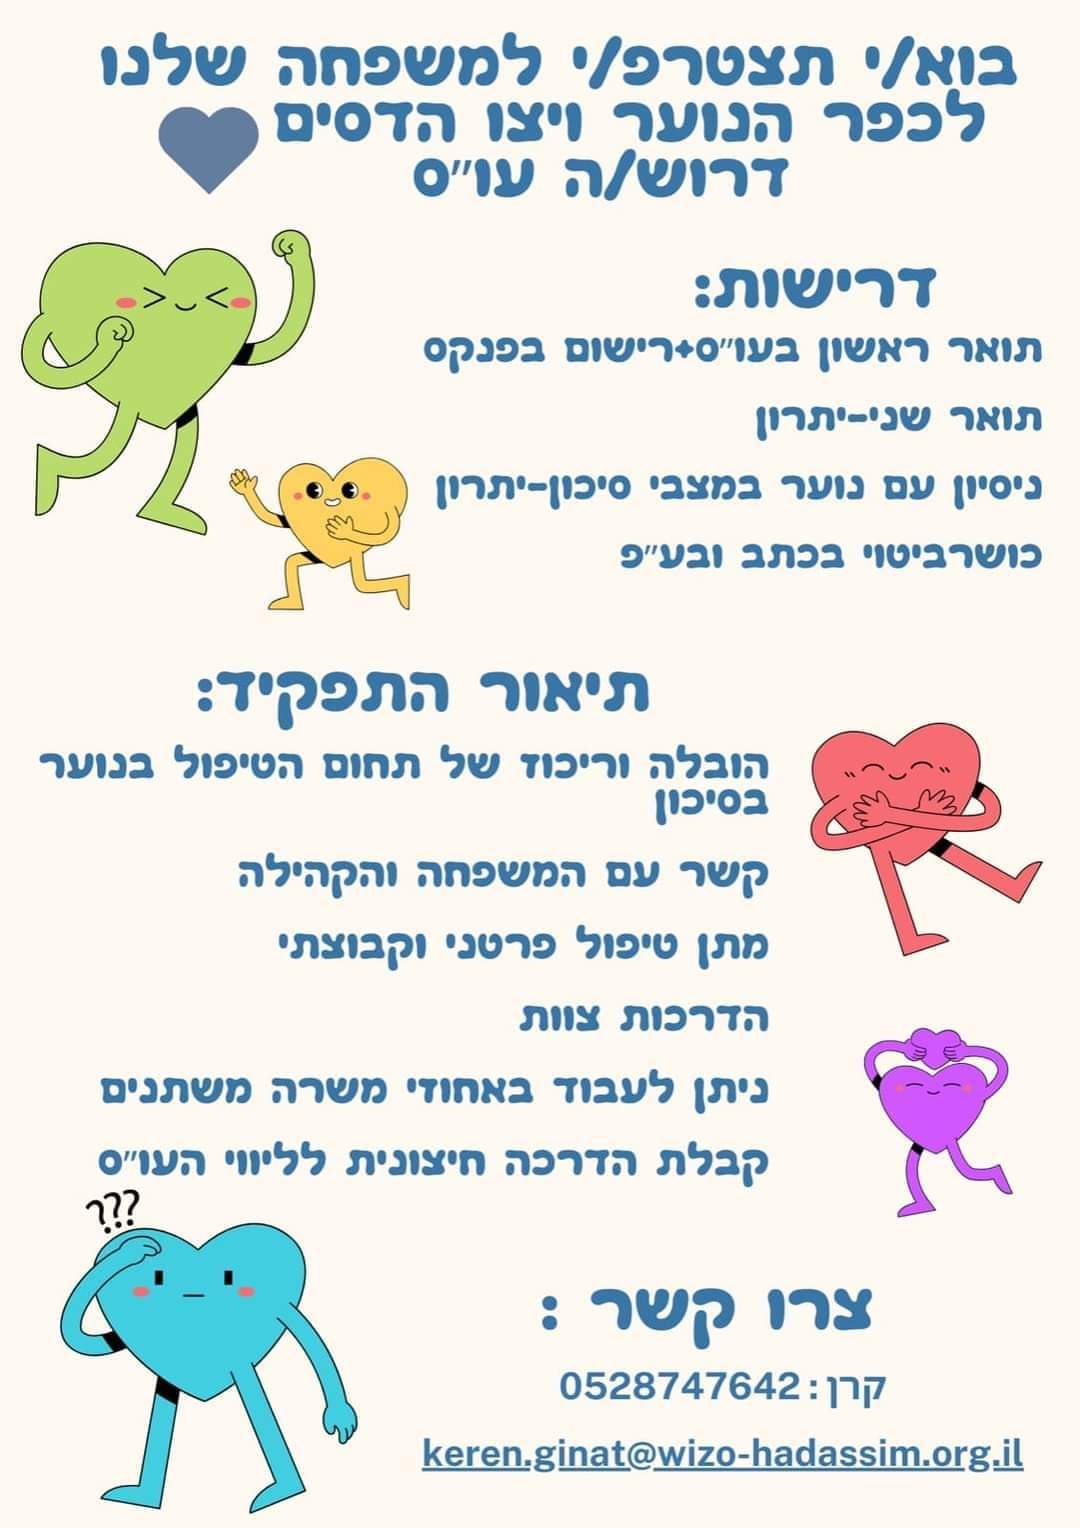 בוא/י תצטרפ/י למשפחה שלנו
לכפר הנוער ויצו הדסים
דרוש/ה עו"ס
דרישות:
תואר ראשון בעו"ס+רישום בפנקס
תואר שני-יתרון
ניסיון עם נוער במצבי סיכון-יתרון
כושרביטוי בכתב ובע"פ
תיאור התפקיד:
הובלה וריכוז של תחום הטיפול בנוער
בסיכון
קשר עם המשפחה והקהילה
מתן טיפול פרטני וקבוצתי
הדרכות צוות
ניתן לעבוד באחוזי משרה משתנים
קבלת הדרכה חיצונית לליווי העו"ס
???
צרו קשר :
קרן : 0528747642
keren.ginat@wizo-hadassim.org.il